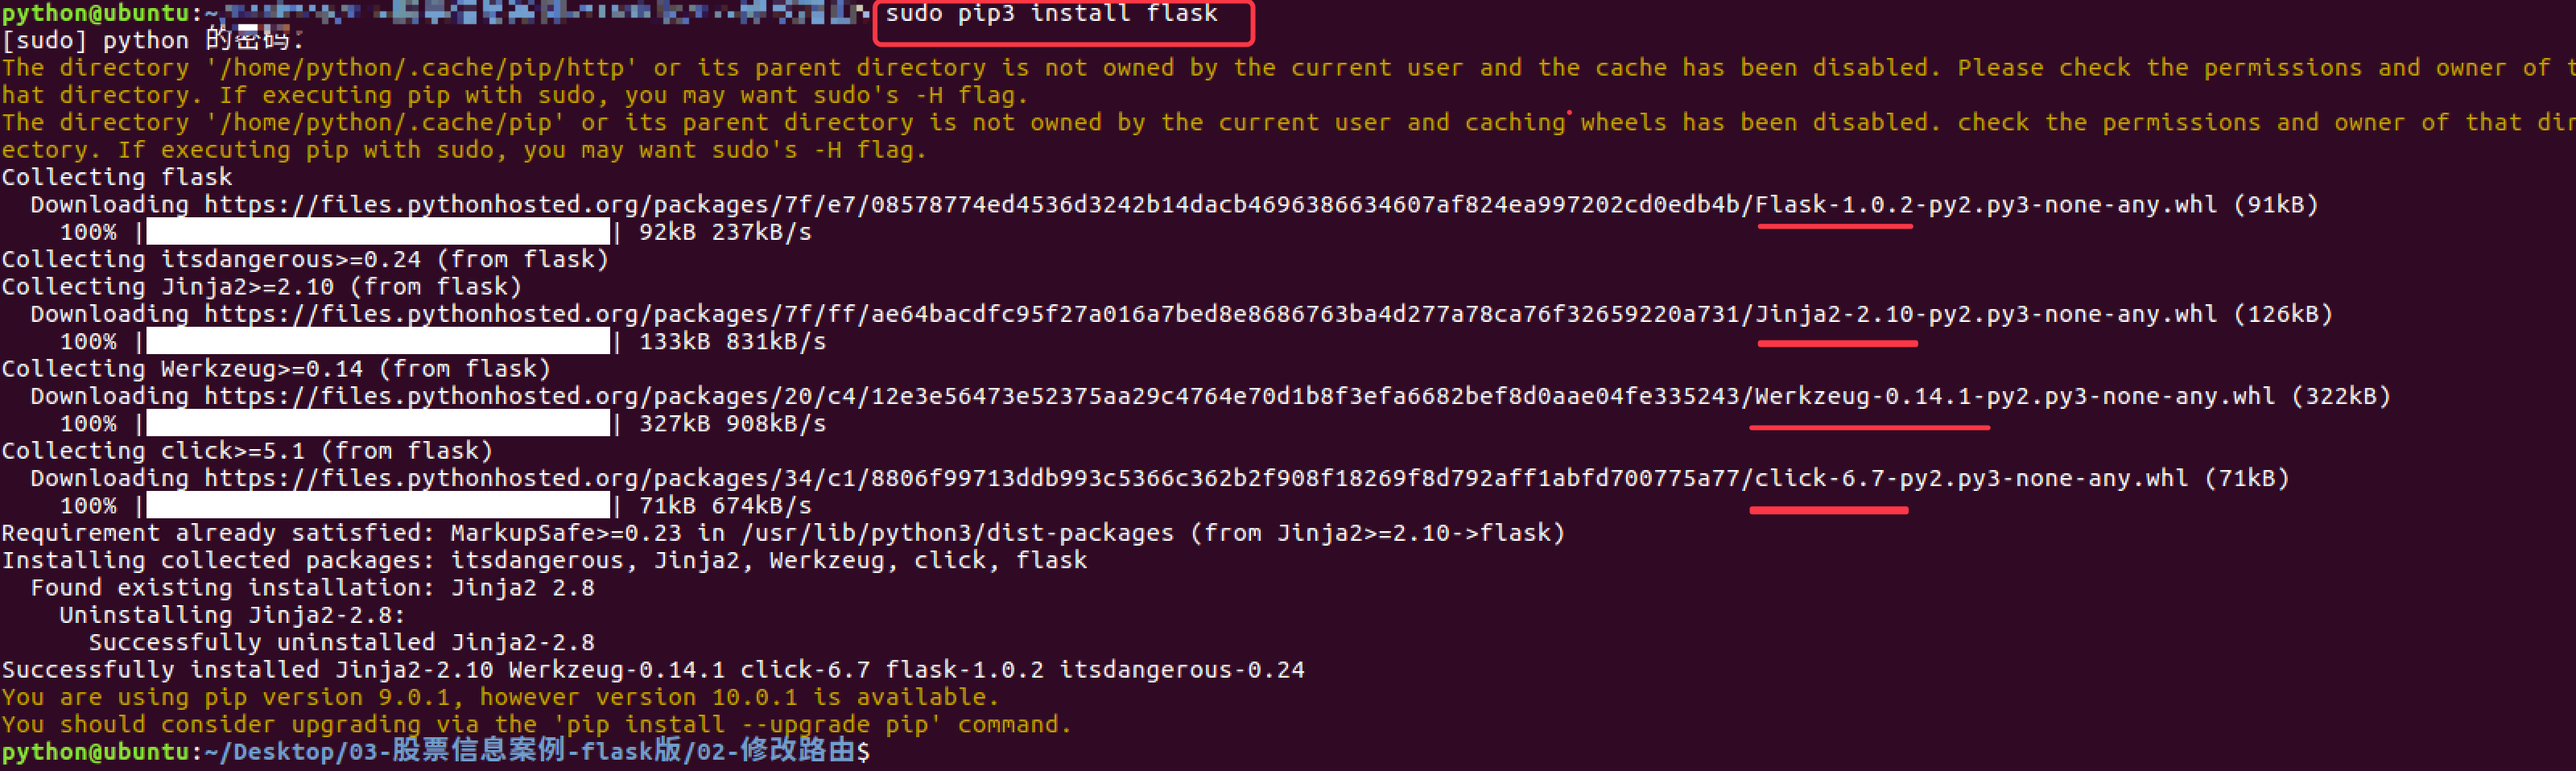 python@ubuntu:~ sudo pip3 install flask
[sudo] python 的密码:
The directory '/home/python/.cache/pip/http' or its parent directory is not owned by the current user and the cache has been disabled. Please check the permissions and owner of t
hat directory. If executing pip with sudo, you may want sudo's -H flag.
The directory '/home/python/.cache/pip' or its parent directory is not owned by the current user and caching wheels has been disabled. check the permissions and owner of that dir
ectory. If executing pip with sudo, you may want sudo's -H flag.
Collecting flask
  Downloading https://files.pythonhosted.org/packages/7f/e7/08578774ed4536d3242b14dacb4696386634607af824ea997202cd0edb4b/Flask-1.0.2-py2.py3-none-any.whl (91kB)
    100% |████████████████████████████████| 92kB 237kB/s
Collecting itsdangerous>=0.24 (from flask)
Collecting Jinja2>=2.10 (from flask)
  Downloading https://files.pythonhosted.org/packages/7f/ff/ae64bacdfc95f27a016a7bed8e8686763ba4d277a78ca76f32659220a731/Jinja2-2.10-py2.py3-none-any.whl (126kB)
    100% |████████████████████████████████| 133kB 831kB/s
Collecting Werkzeug>=0.14 (from flask)
  Downloading https://files.pythonhosted.org/packages/20/c4/12e3e56473e52375aa29c4764e70d1b8f3efa6682bef8d0aae04fe335243/Werkzeug-0.14.1-py2.py3-none-any.whl (322kB)
    100% |████████████████████████████████| 327kB 908kB/s
Collecting click>=5.1 (from flask)
  Downloading https://files.pythonhosted.org/packages/34/c1/8806f99713ddb993c5366c362b2f908f18269f8d792aff1abfd700775a77/click-6.7-py2.py3-none-any.whl (71kB)
    100% |████████████████████████████████| 71kB 674kB/s
Requirement already satisfied: MarkupSafe>=0.23 in /usr/lib/python3/dist-packages (from Jinja2>=2.10->flask)
Installing collected packages: itsdangerous, Jinja2, Werkzeug, click, flask
  Found existing installation: Jinja2 2.8
    Uninstalling Jinja2-2.8:
      Successfully uninstalled Jinja2-2.8
Successfully installed Jinja2-2.10 Werkzeug-0.14.1 click-6.7 flask-1.0.2 itsdangerous-0.24
You are using pip version 9.0.1, however version 10.0.1 is available.
You should consider upgrading via the 'pip install --upgrade pip' command.
python@ubuntu:~/Desktop/03-股票信息案例-flask版/02-修改路由$